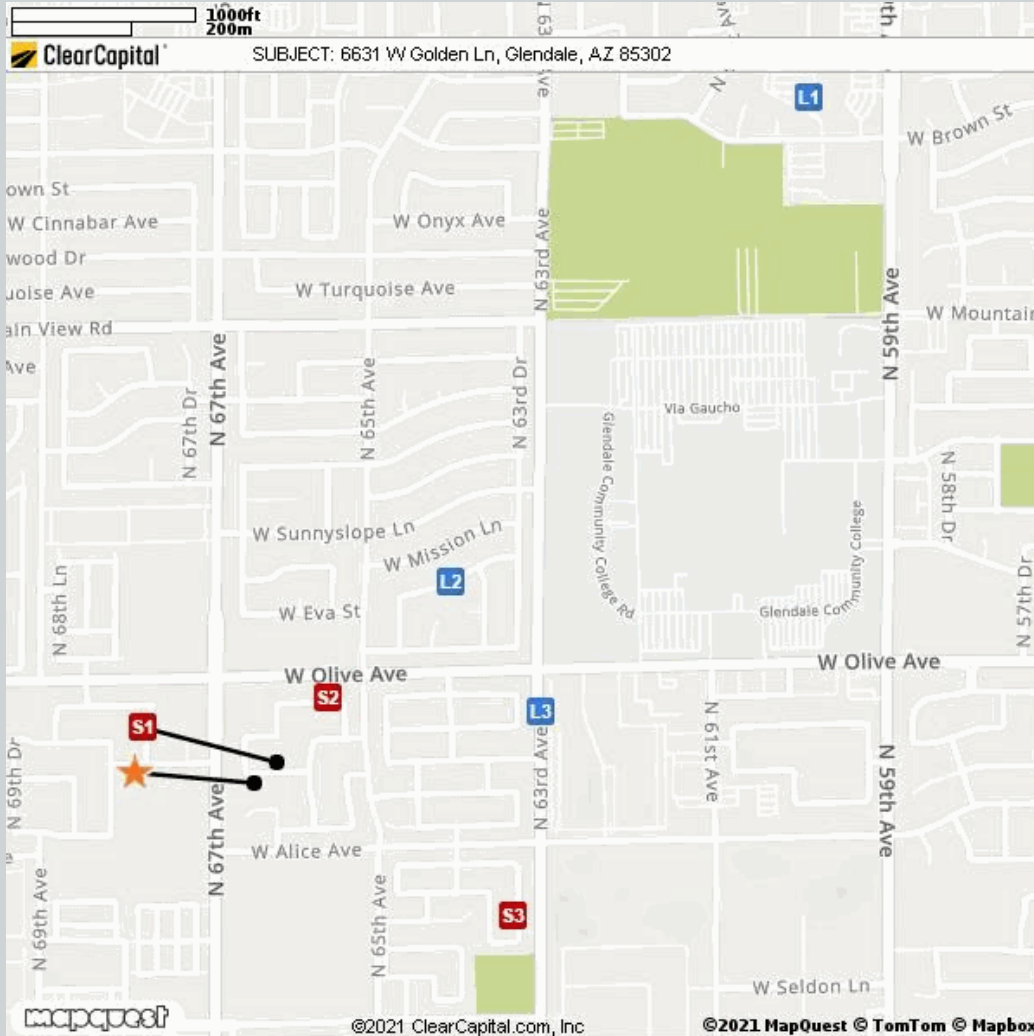 1000ft
200m
ClearCapital
SUBJECT: 6631 W Golden Ln, Glendale, AZ 85302
L1
W Brown St
own St
W Cinnabar Ave
W Onyx Ave
wood Dr
N 63rd Ave
uoise Ave
W Turquoise Ave
ain View Rd
W Mountain
N 59th Ave
Ave
N 67th Dr
N 67th Ave
N 65th Ave
N 63rd Dr
Via Gaucho
Glendale Community College Rd
N 58th Dr
W Sunnyslope Ln
W Mission Ln
L2
Glendale Community College
N 68th Ln
W Eva St
N 57th Dr
W Olive Ave
W Olive Ave
S2
S1
L3
N 69th Dr
N 63rd Ave
N 61st Ave
N 59th Ave
N 67th Ave
W Alice Ave
N 69th Ave
N 65th Ave
S3
W Seldon Ln
mapquest
©2021 ClearCapital.com, Inc
©2021 MapQuest © TomTom © Mapbox